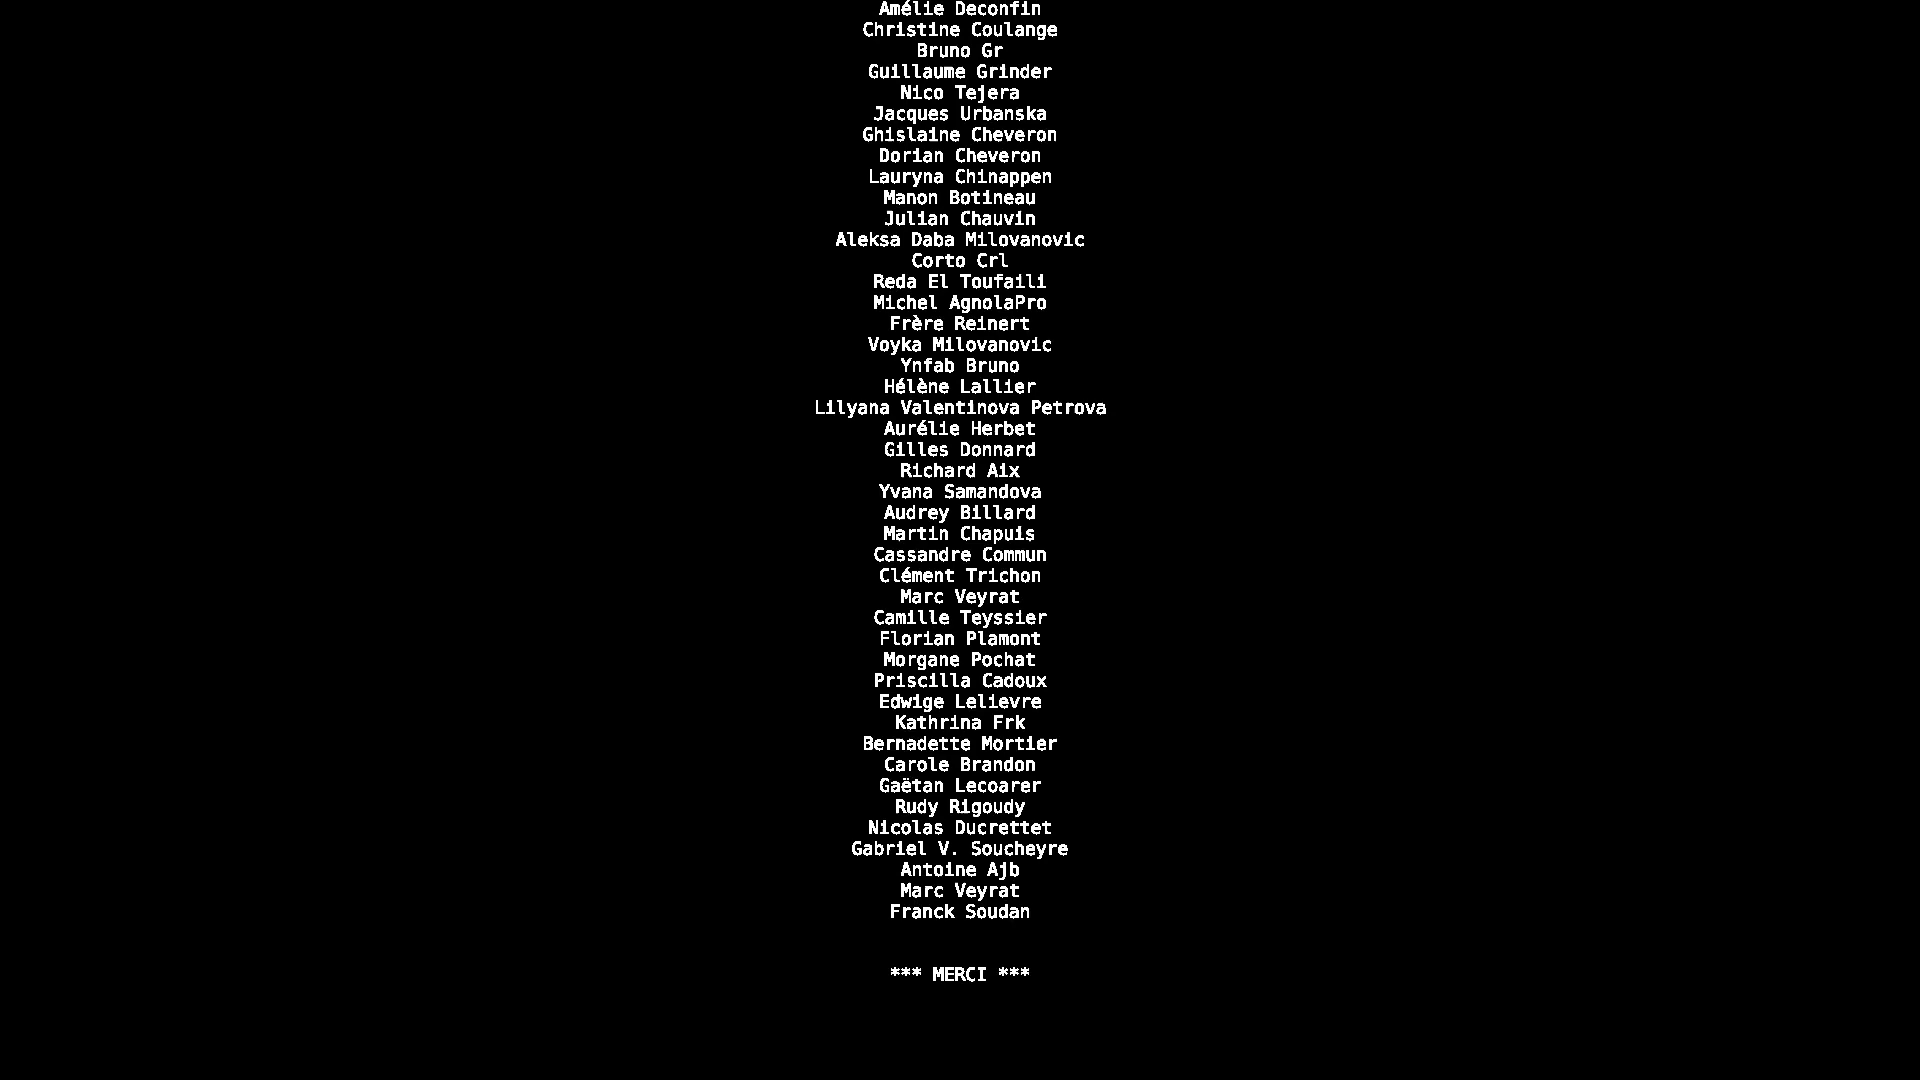 Amélie Deconfin
Christine Coulange
Bruno Gr
Guillaume Grinder
Nico Tejera
Jacques Urbanska
Ghislaine Cheveron
Dorian Cheveron
Lauryna Chinappen
Manon Botineau
Julian Chauvin
Aleksa Daba Milovanovic
Corto Crl
Reda El Toufaili
Michel AgnolaPro
Frère Reinert
Voyka Milovanovic
Ynfab Bruno
Hélène Lallier
Lilyana Valentinova Petrova
Aurélie Herbet
Gilles Donnard
Richard Aix
Yvana Samandova
Audrey Billard
Martin Chapuis
Cassandre Commun
Clément Trichon
Marc Veyrat
Camille Teyssier
Florian Plamont
Morgane Pochat
Priscilla Cadoux
Edwige Lelievre
Kathrina Frk
Bernadette Mortier
Carole Brandon
Gaëtan Lecoarer
Rudy Rigoudy
Nicolas Ducrettet
Gabriel V. Soucheyre
Antoine Ajb
Marc Veyrat
Franck Soudan
*** MERCI ***